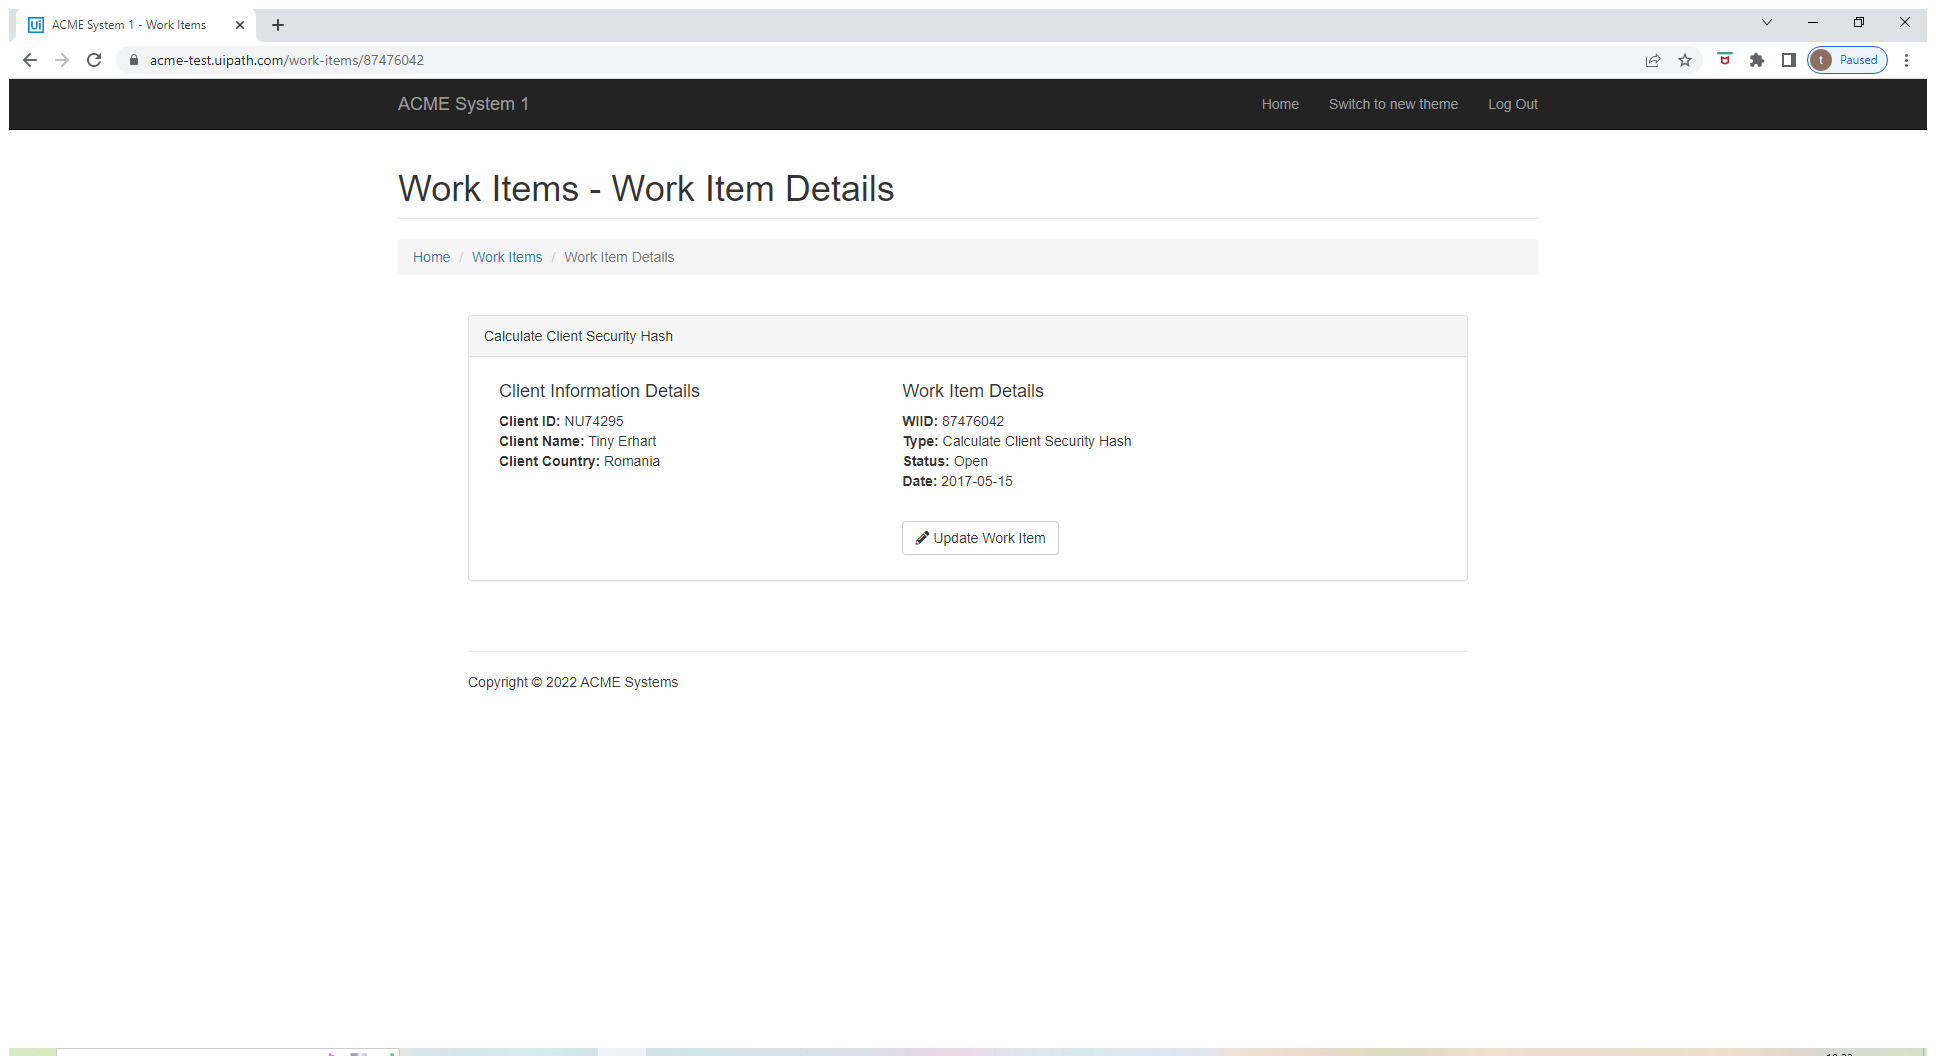 Ui ACME System 1 - Work Items
acme-test.uipath.com/work-items/87476042
t Paused
ACME System 1 Home Switch to new theme Log Out
Work Items - Work Item Details
Home / Work Items / Work Item Details
Calculate Client Security Hash
Client Information Details
Client ID: NU74295
Client Name: Tiny Erhart
Client Country: Romania
Work Item Details
WIID: 87476042
Type: Calculate Client Security Hash
Status: Open
Date: 2017-05-15
Update Work Item
Copyright © 2022 ACME Systems